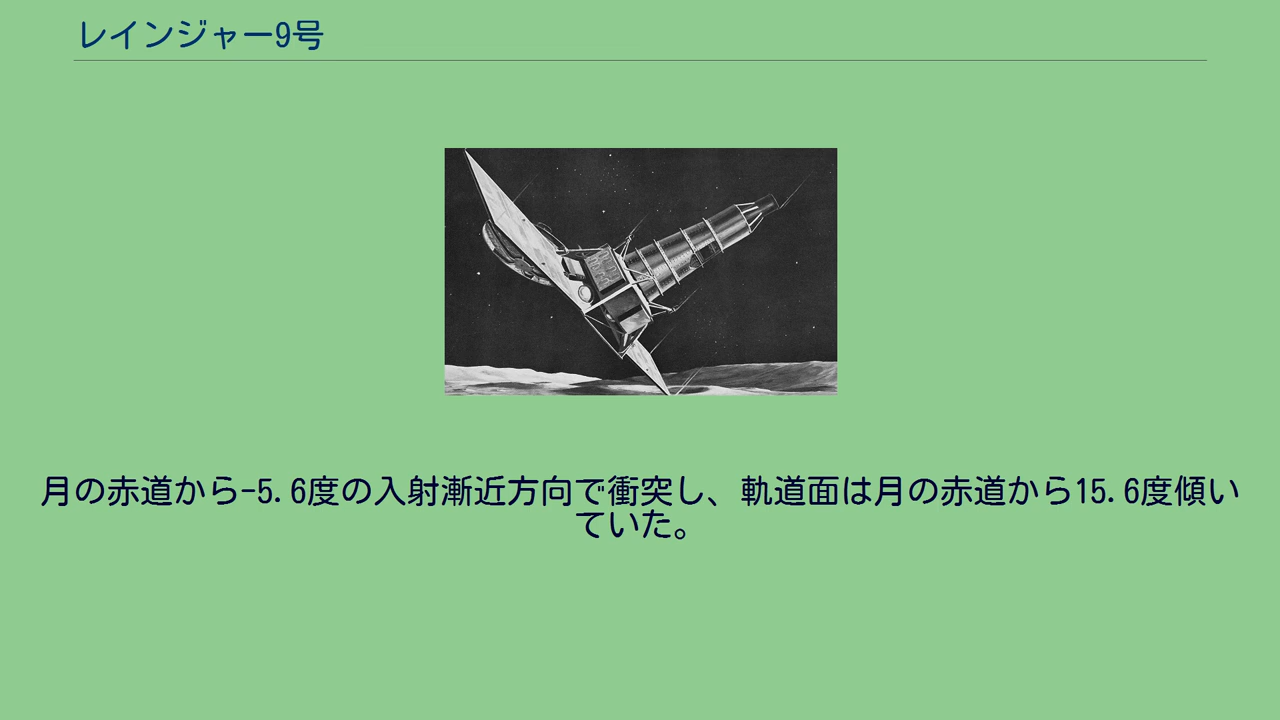 レインジャー9号
月の赤道から-5.6度の入射漸近方向で衝突し、軌道面は月の赤道から15.6度傾い
ていた。